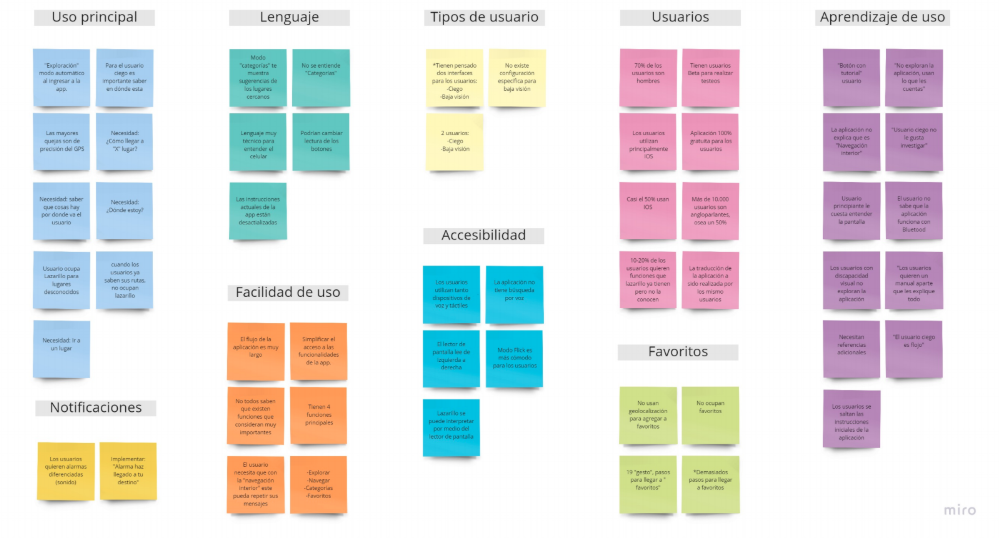 Uso principal
"Exploración"
modo automático
al ingresar a la
app.
Para el usuario
ciego es
importante saber
en dónde esta
Las mayores
quejas son de
precisión del GPS
Necesidad:
¿Cómo llegar a
"X" lugar?
Necesidad: saber
que cosas hay
por donde va el
usuario
Necesidad:
¿Dónde estoy?
Usuario ocupa
Lazarillo para
lugares
desconocidos
cuando los
usuarios ya
saben sus rutas,
no ocupan
lazarillo
Necesidad: Ir a
un lugar
Notificaciones
Los usuarios
quieren alarmas
diferenciadas
(sonido)
Implementar:
"Alarma haz
llegado a tu
destino"
Lenguaje
Modo
"categorías" te
muestra
sugerencias de
los lugares
cercanos
No se entiende
"Categorías"
Lenguaje muy
técnico para
entender el
celular
Podrían cambiar
lectura de los
botones
Las instrucciones
actuales de la
app están
desactualizadas
Facilidad de uso
El flujo de la
aplicación es muy
largo
Simplificar el
acceso a las
funcionalidades
de la app.
No todos saben
que existen
funciones que
consideran muy
importantes
Tienen 4
funciones
principales
El usuario
necesita que con
la "navegación
interior" este
pueda repetir sus
mensajes
-Explorar
-Navegar
-Categorías
-Favoritos
Tipos de usuario
*Tienen pensado
dos interfaces
para los usuarios:
-Ciego
-Baja visión
No existe
configuración
específica para
baja visión
2 usuarios:
-Ciego
-Baja visión
Accesibilidad
Los usuarios
utilizan tanto
dispositivos de
voz y táctiles
La aplicación no
tiene búsqueda
por voz
El lector de
pantalla lee de
izquierda a
derecha
Modo Flick es
más cómodo
para los usuarios
Lazarillo se
puede interpretar
por medio del
lector de pantalla
Usuarios
70% de los
usuarios son
hombres
Tienen usuarios
Beta para realizar
testeos
Los usuarios
utilizan
principalmente
IOS
Aplicación 100%
gratuita para los
usuarios
Casi el 50% usan
IOS
Más de 10.000
usuarios son
angloparlantes,
osea un 50%
10-20% de los
usuarios quieren
funciones que
lazarillo ya tienen
pero no la
conocen
La traducción de
la aplicación a
sido realizada por
los mismo
usuarios
Favoritos
No usan
geolocalización
para agregar a
favoritos
No ocupan
favoritos
19 "gesto", pasos
para llegar a "
favoritos"
*Demasiados
pasos para llegar
a favoritos
Aprendizaje de uso
"Botón con
tutorial"
usuario
"No exploran la
aplicación, usan
lo que les
cuentas"
La aplicación no
explica que es
"Navegación
interior"
"Usuario ciego no
le gusta
investigar"
Usuario
principiante le
cuesta entender la
pantalla
El usuario no
sabe que la
aplicación
funciona con
Bluetood
Los usuarios con
discapacidad
visual no
exploran la
aplicación
"Los usuarios
quieren un
manual aparte
que les explique
todo
Necesitan
referencias
adicionales
"El usuario ciego
es flojo"
Los usuarios se
saltan las
instrucciones
iniciales de la
aplicación
miro